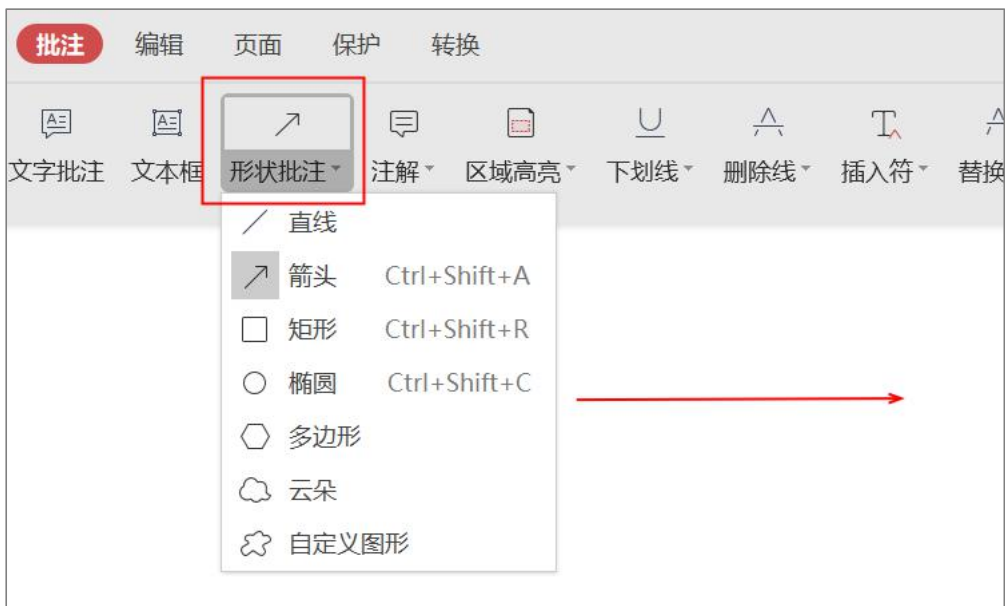 批注 编辑 页面 保护 转换
文字批注 文本框 形状批注 注解 区域高亮 下划线 删除线 插入符 替换
直线
箭头 Ctrl+Shift+A
矩形 Ctrl+Shift+R
椭圆 Ctrl+Shift+C
多边形
云朵
自定义图形